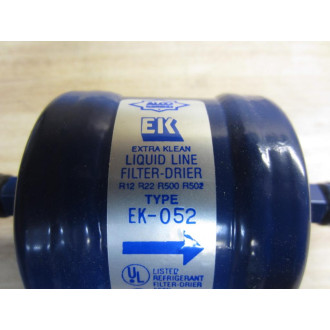 ALCO
EK
EXTRA KLEAN
LIQUID LINE
FILTER-DRIER
R12 R22 R500 R502
TYPE
EK-052
UL
LISTED
REFRIGERANT
FILTER-DRIER